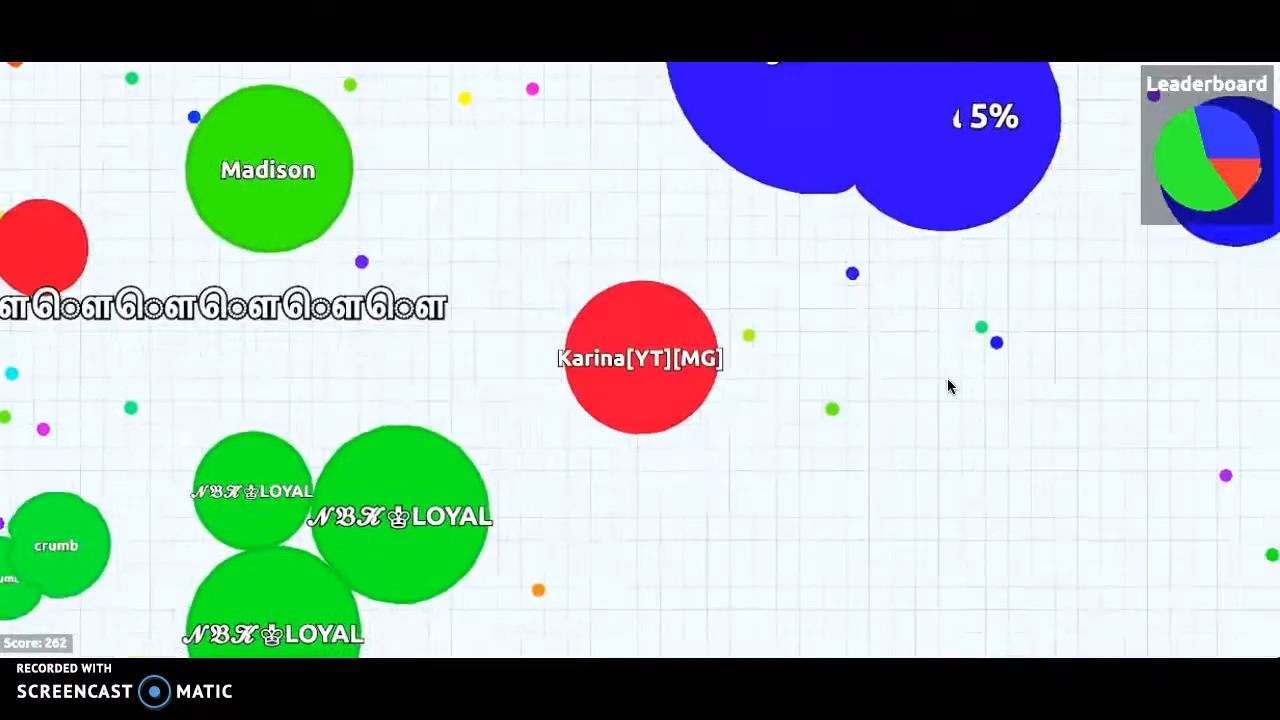 Leaderboard
5%
Madison
ளெௌௌௌௌௌ
Karina[YT][MG]
𝒩ℬ𝒦♔LOYAL
𝒩ℬ𝒦♔LOYAL
crumb
𝒩ℬ𝒦♔LOYAL
Score: 262
RECORDED WITH
SCREENCAST MATIC